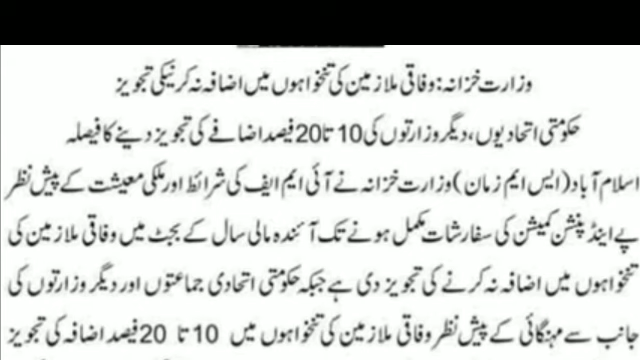 وزارت خزانہ: وفاقی ملازمین کی تنخواہوں میں اضافہ نہ کرنیکی تجویز
حکومتی اتحادیوں، دیگر وزارتوں کی 10 تا 20 فیصد اضافے کی تجویز دینے کا فیصلہ
اسلام آباد (ایس ایم زمان) وزارت خزانہ نے آئی ایم ایف کی شرائط اور ملکی معیشت کے پیش نظر
پے اینڈ پنشن کمیشن کی سفارشات مکمل ہونے تک آئندہ مالی سال کے بجٹ میں وفاقی ملازمین کی
تنخواہوں میں اضافہ نہ کرنے کی تجویز دی ہے جبکہ حکومتی اتحادی جماعتوں اور دیگر وزارتوں کی
جانب سے مہنگائی کے پیش نظر وفاقی ملازمین کی تنخواہوں میں 10 تا 20 فیصد اضافہ کی تجویز